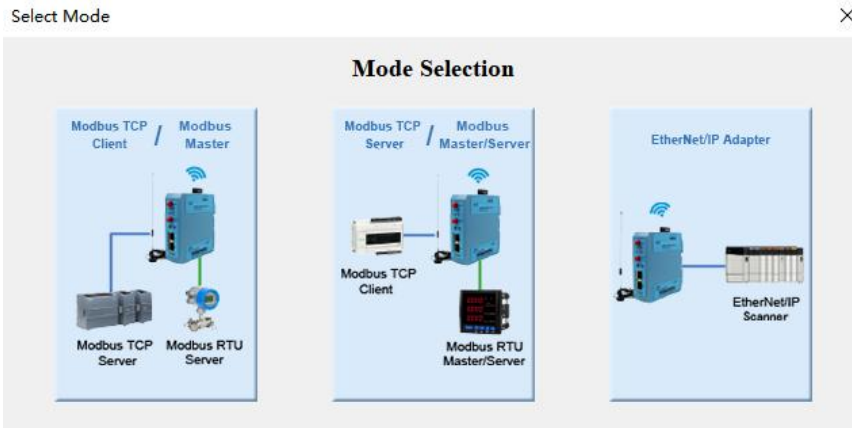 Select Mode
Mode Selection
Modbus TCP / Modbus
Client Master
Modbus TCP
Server
Modbus RTU
Server
Modbus TCP / Modbus
Server Master/Server
Modbus TCP
Client
Modbus RTU
Master/Server
EtherNet/IP Adapter
EtherNet/IP
Scanner